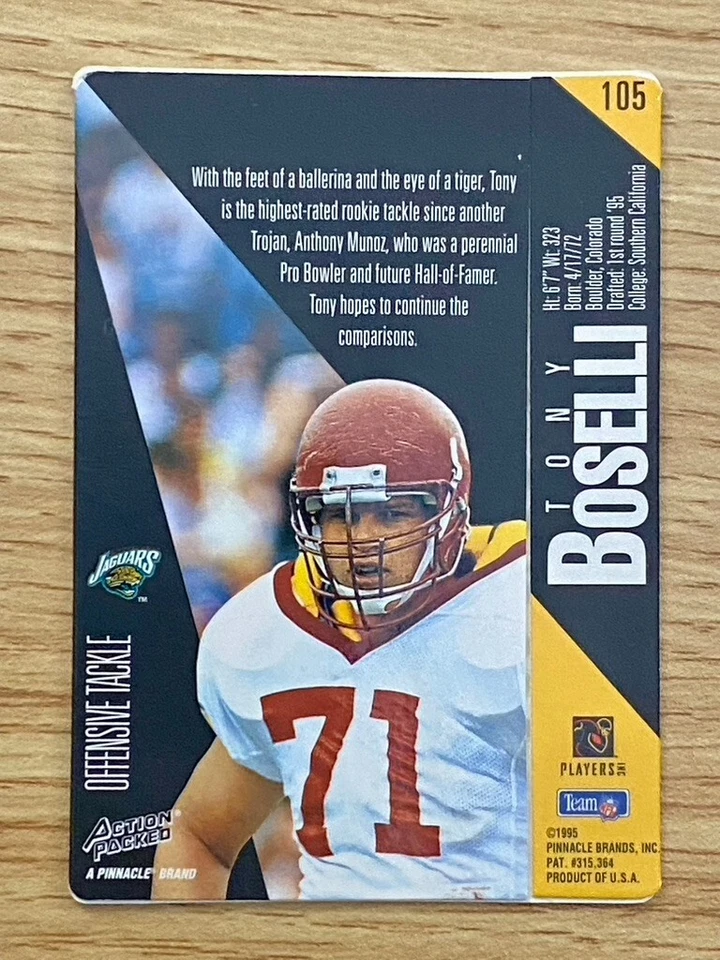 105
With the feet of a ballerina and the eye of a tiger, Tony
is the highest-rated rookie tackle since another
Trojan, Anthony Munoz, who was a perennial
Pro Bowler and future Hall-of-Famer.
Tony hopes to continue the
comparisons.
Ht: 6'7" Wt: 323
Born: 4/17/72
Boulder, Colorado
Drafted: 1st round '95
College: Southern California
TONY
BOSELLI
JAGUARS
TM
OFFENSIVE TACKLE
71
ACTION
PACKED
A PINNACLE® BRAND
PLAYERS INC
Team
©1995
PINNACLE BRANDS, INC.
PAT. #315,364
PRODUCT OF U.S.A.